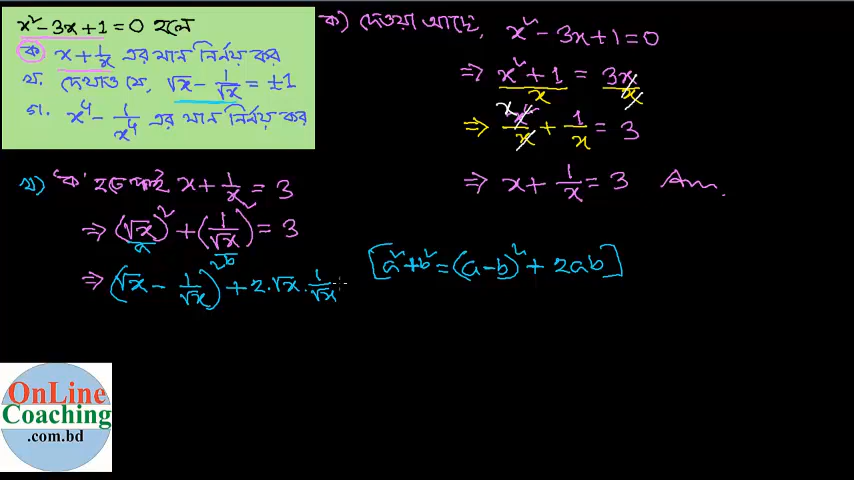 x² - 3x + 1 = 0 হলে
ক x + 1/x এর মান নির্নয় কর
খ. দেখাও যে, √x - 1/√x = ±1
গ. x⁴ - 1/x⁴ এর মান নির্নয় কর
ক) দেওয়া আছে, x² - 3x + 1 = 0
⇒ (x² + 1)/x = 3x/x
⇒ x²/x + 1/x = 3
⇒ x + 1/x = 3 Ans.
খ) 'ক' হতে পাই x + 1/x = 3
⇒ (√x)² + (1/√x)² = 3
a b
⇒ (√x - 1/√x)² + 2.√x.1/√x [a² + b² = (a-b)² + 2ab]
OnLine
Coaching
.com.bd